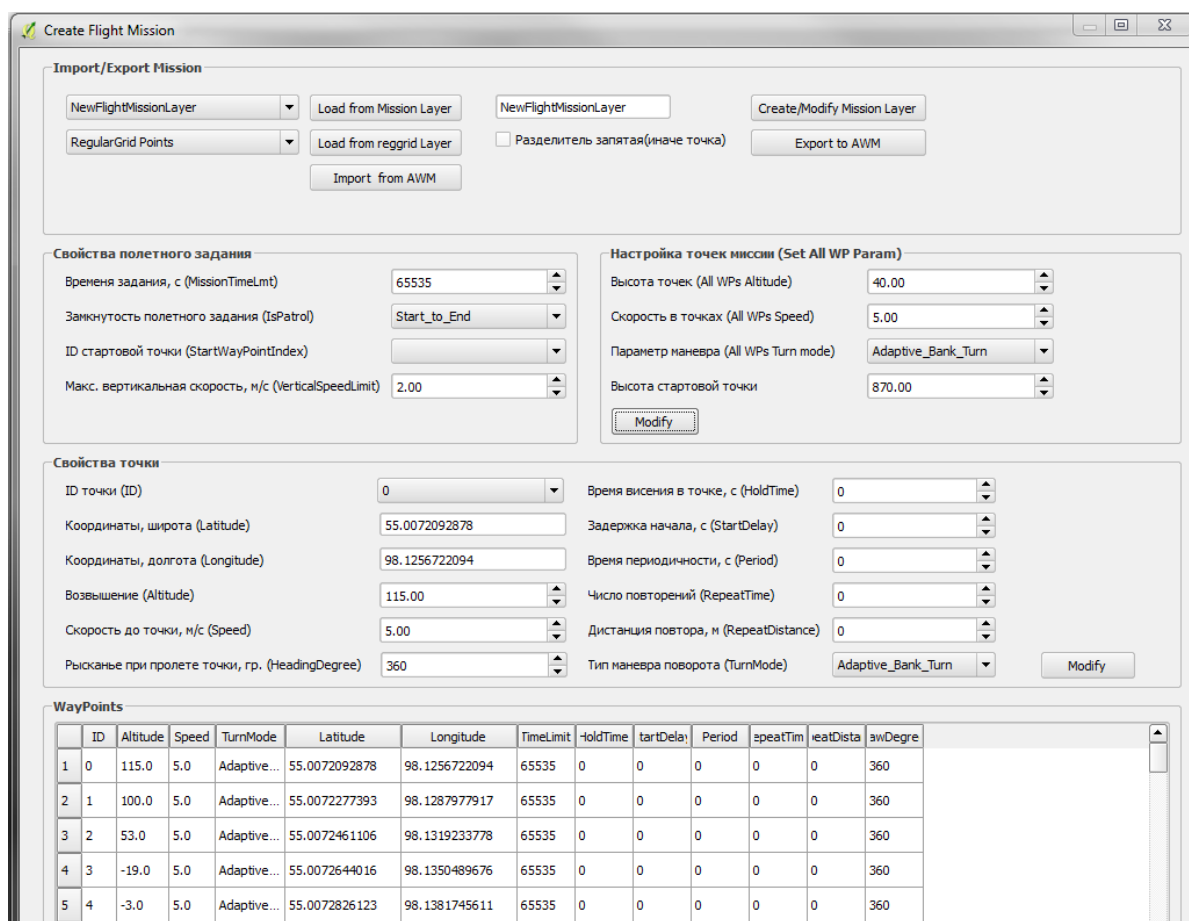 Create Flight Mission
Import/Export Mission
NewFlightMissionLayer Load from Mission Layer NewFlightMissionLayer Create/Modify Mission Layer
RegularGrid Points Load from reggrid Layer Разделитель запятая(иначе точка) Export to AWM
Import from AWM
Свойства полетного задания
Временя задания, с (MissionTimeLmt) 65535
Замкнутость полетного задания (IsPatrol) Start_to_End
ID стартовой точки (StartWayPointIndex)
Макс. вертикальная скорость, м/с (VerticalSpeedLimit) 2.00
Настройка точек миссии (Set All WP Param)
Высота точек (All WPs Altitude) 40.00
Скорость в точках (All WPs Speed) 5.00
Параметр маневра (All WPs Turn mode) Adaptive_Bank_Turn
Высота стартовой точки 870.00
Modify
Свойства точки
ID точки (ID) 0 Время висения в точке, с (HoldTime) 0
Координаты, широта (Latitude) 55.0072092878 Задержка начала, с (StartDelay) 0
Координаты, долгота (Longitude) 98.1256722094 Время периодичности, с (Period) 0
Возвышение (Altitude) 115.00 Число повторений (RepeatTime) 0
Скорость до точки, м/с (Speed) 5.00 Дистанция повтора, м (RepeatDistance) 0
Рысканье при пролете точки, гр. (HeadingDegree) 360 Тип маневра поворота (TurnMode) Adaptive_Bank_Turn Modify
WayPoints
ID Altitude Speed TurnMode Latitude Longitude TimeLimit HoldTime tartDelay Period epeatTim eatDista awDegre
1 0 115.0 5.0 Adaptive... 55.0072092878 98.1256722094 65535 0 0 0 0 0 360
2 1 100.0 5.0 Adaptive... 55.0072277393 98.1287977917 65535 0 0 0 0 0 360
3 2 53.0 5.0 Adaptive... 55.0072461106 98.1319233778 65535 0 0 0 0 0 360
4 3 -19.0 5.0 Adaptive... 55.0072644016 98.1350489676 65535 0 0 0 0 0 360
5 4 -3.0 5.0 Adaptive... 55.0072826123 98.1381745611 65535 0 0 0 0 0 360